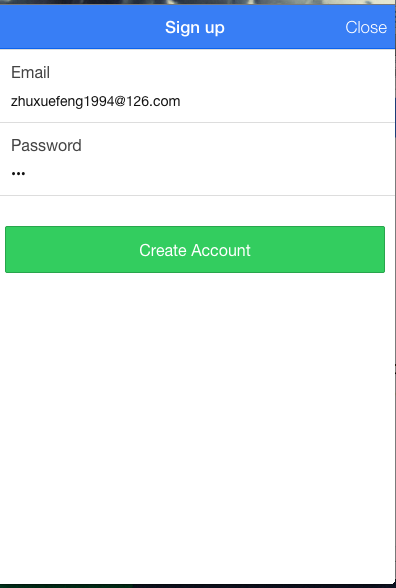 Sign up
Close
Email
zhuxuefeng1994@126.com
Password
•••
Create Account